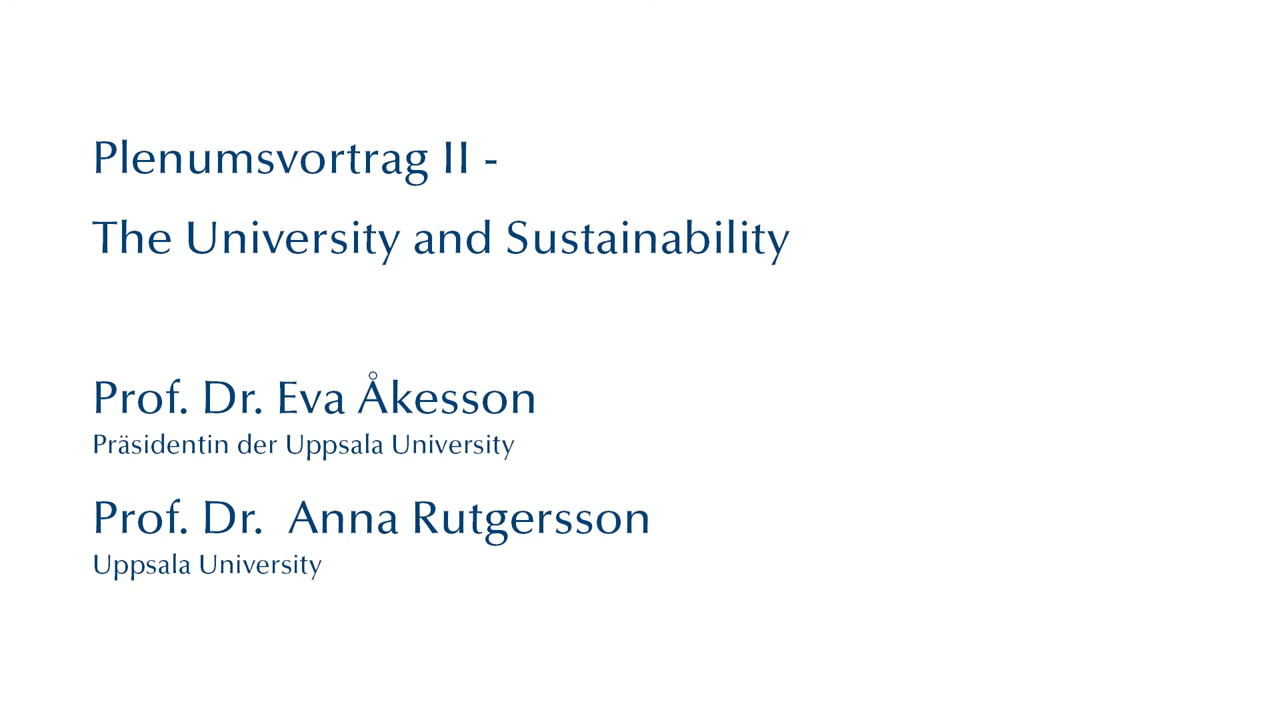 Plenumsvortrag II -
The University and Sustainability
Prof. Dr. Eva Åkesson
Präsidentin der Uppsala University
Prof. Dr. Anna Rutgersson
Uppsala University